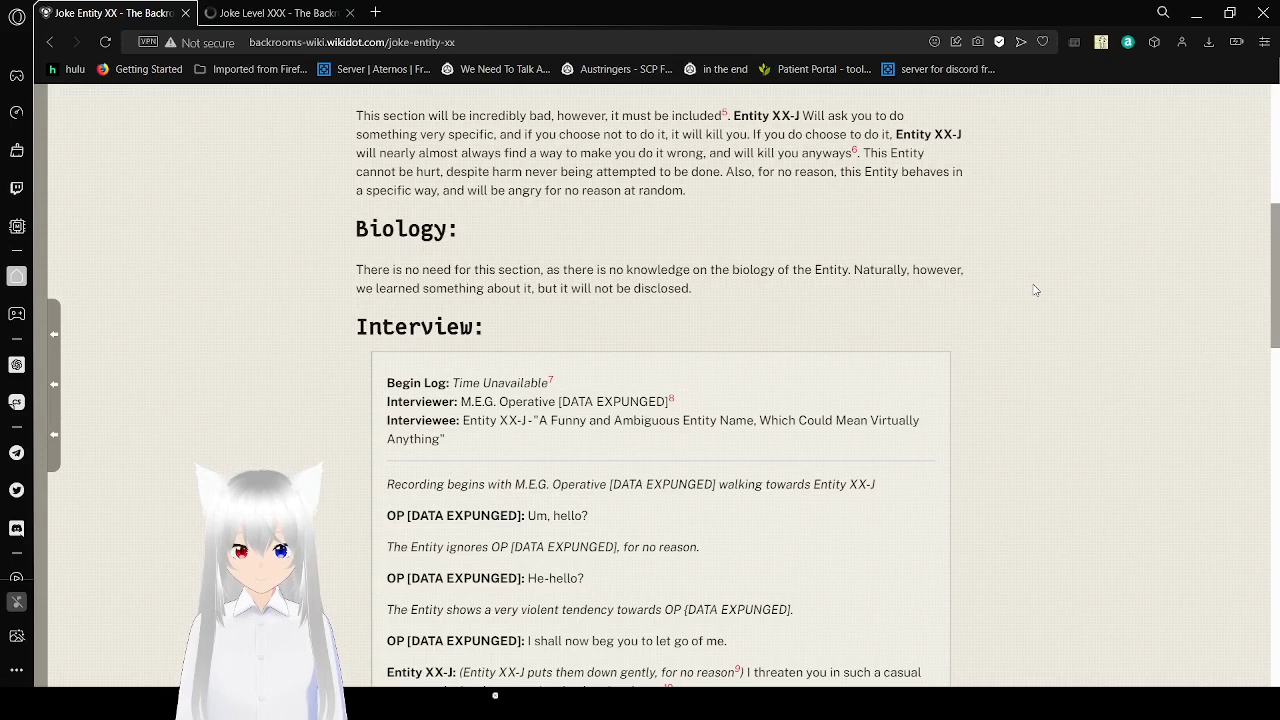 Joke Entity XX - The Backro
Joke Level XXX - The Backro
VPN
Not secure
backrooms-wiki.wikidot.com/joke-entity-xx
hulu
Getting Started
Imported from Firef...
Server | Aternos | Fr...
We Need To Talk A...
Austringers - SCP F...
in the end
Patient Portal - tool...
server for discord fr...
This section will be incredibly bad, however, it must be included5. Entity XX-J Will ask you to do
something very specific, and if you choose not to do it, it will kill you. If you do choose to do it, Entity XX-J
will nearly almost always find a way to make you do it wrong, and will kill you anyways6. This Entity
cannot be hurt, despite harm never being attempted to be done. Also, for no reason, this Entity behaves in
a specific way, and will be angry for no reason at random.
Biology:
There is no need for this section, as there is no knowledge on the biology of the Entity. Naturally, however,
we learned something about it, but it will not be disclosed.
Interview:
Begin Log: Time Unavailable7
Interviewer: M.E.G. Operative [DATA EXPUNGED]8
Interviewee: Entity XX-J - "A Funny and Ambiguous Entity Name, Which Could Mean Virtually
Anything"
Recording begins with M.E.G. Operative [DATA EXPUNGED] walking towards Entity XX-J
OP [DATA EXPUNGED]: Um, hello?
The Entity ignores OP [DATA EXPUNGED], for no reason.
OP [DATA EXPUNGED]: He-hello?
The Entity shows a very violent tendency towards OP [DATA EXPUNGED].
OP [DATA EXPUNGED]: I shall now beg you to let go of me.
Entity XX-J: (Entity XX-J puts them down gently, for no reason9) I threaten you in such a casual